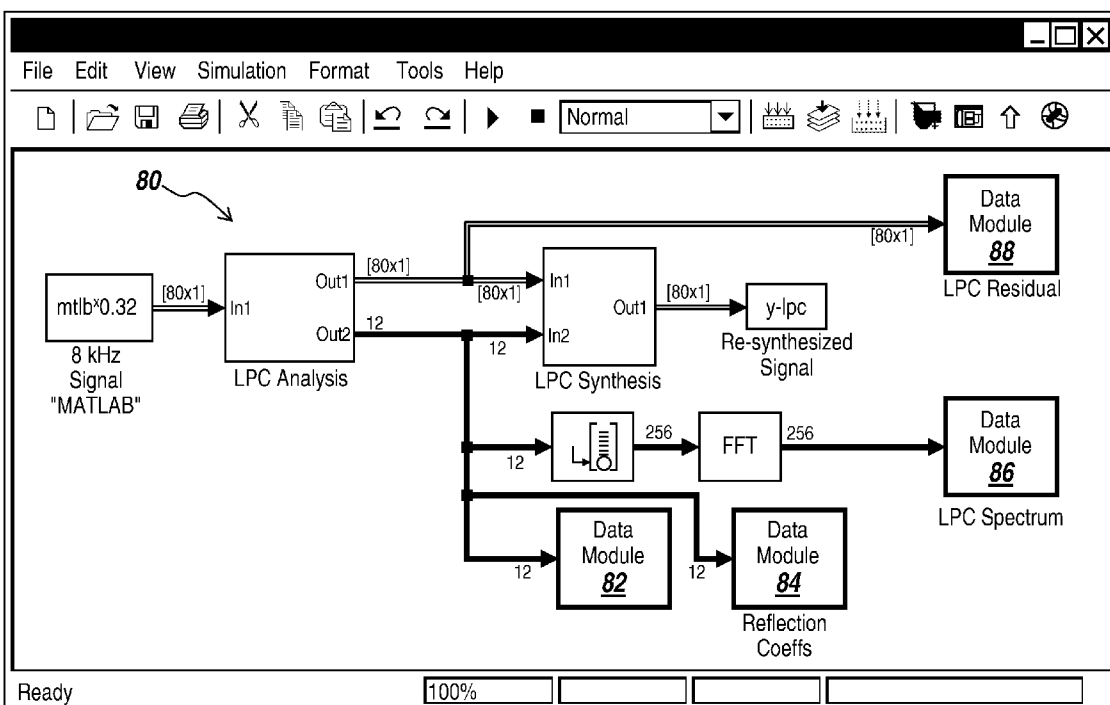 File Edit View Simulation Format Tools Help
Normal
80
Data
Module
88
LPC Residual
[80x1]
mtlbx0.32
8 kHz
Signal
"MATLAB"
[80x1]
In1
Out1
Out2
LPC Analysis
[80x1]
[80x1]
12
12
In1
In2
Out1
LPC Synthesis
[80x1]
y-lpc
Re-synthesized
Signal
12
256
FFT
256
Data
Module
86
LPC Spectrum
12
Data
Module
82
12
Data
Module
84
Reflection
Coeffs
Ready
100%